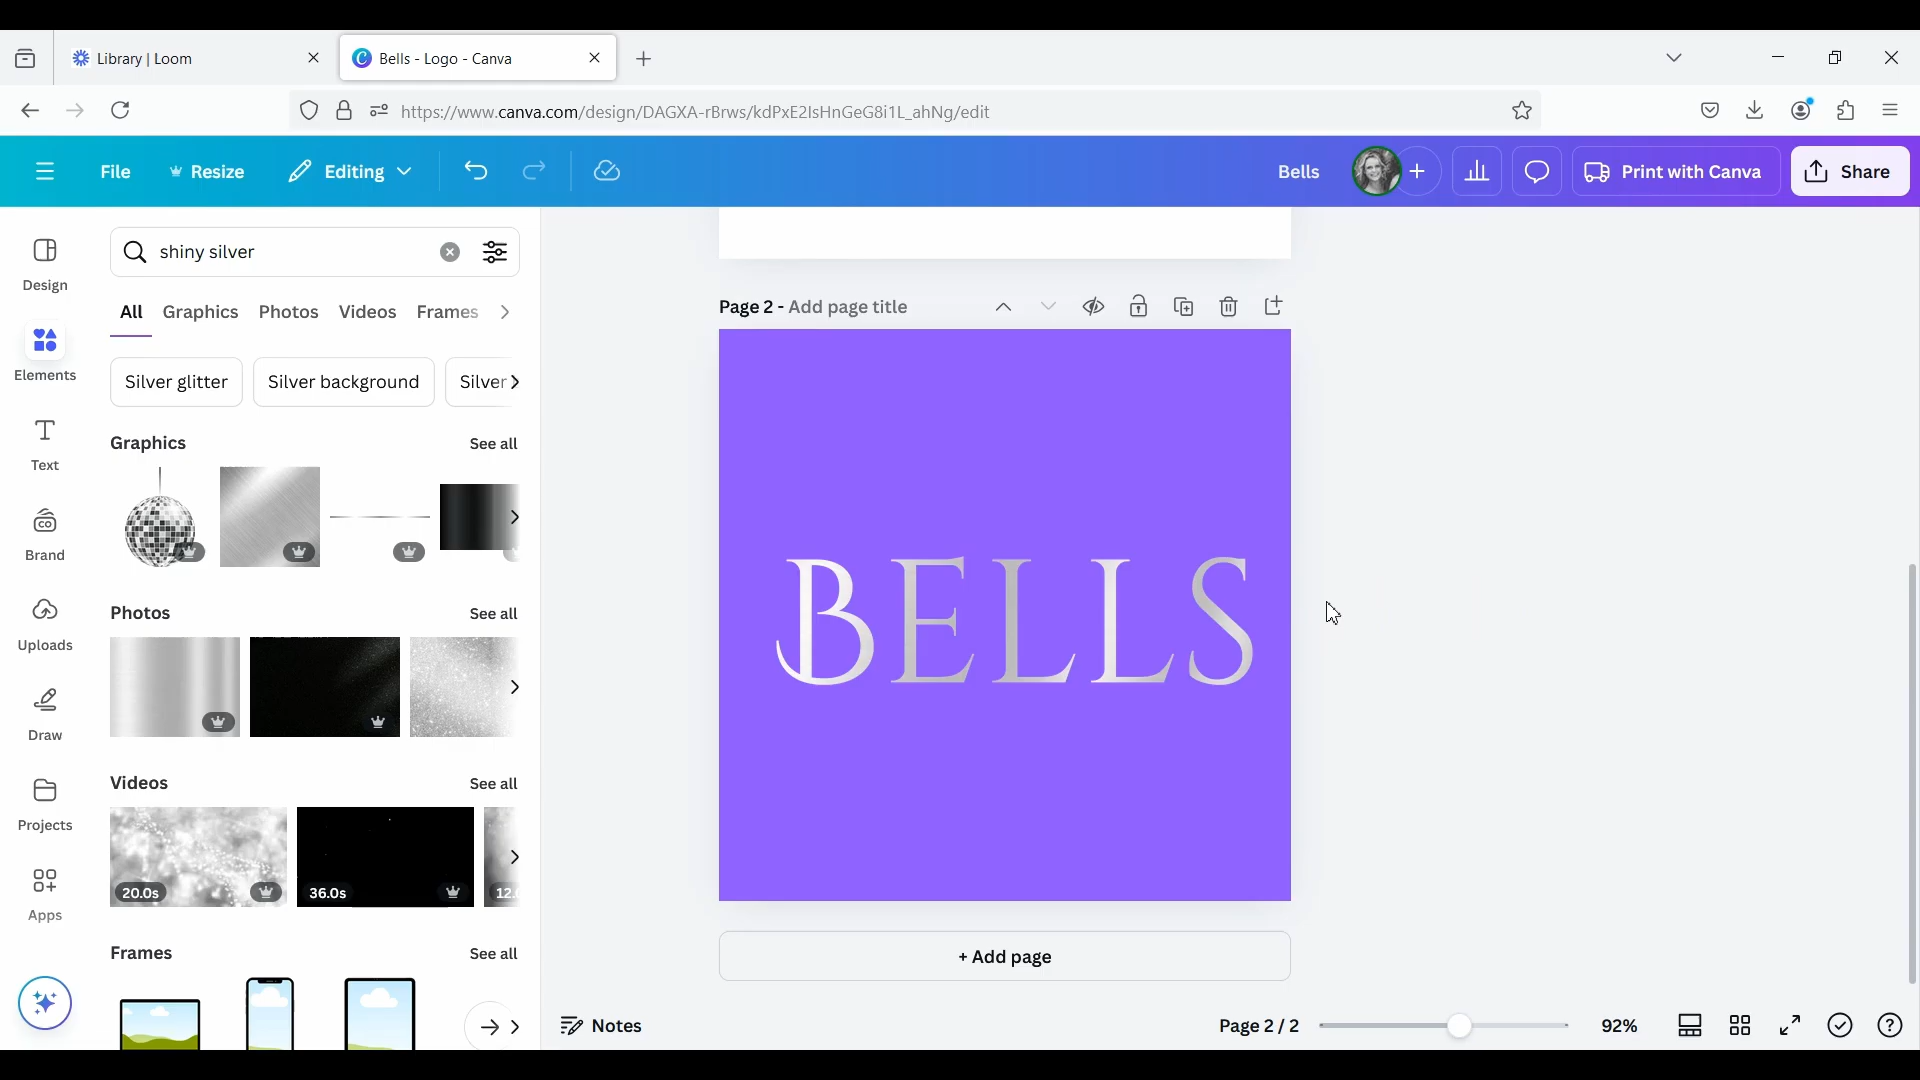 Library | Loom
Bells - Logo - Canva
https://www.canva.com/design/DAGXA-rBrws/kdPxE2IsHnGeG8i1L_ahNg/edit
File
Resize
Editing
Bells
Print with Canva
Share
Design
Elements
Text
Brand
Uploads
Draw
Projects
Apps
shiny silver
All
Graphics
Photos
Videos
Frames
Silver glitter
Silver background
Silver
Graphics
See all
Photos
See all
Videos
See all
20.0s
36.0s
12.
Frames
See all
Page 2 - Add page title
BELLS
+ Add page
Notes
Page 2 / 2
92%